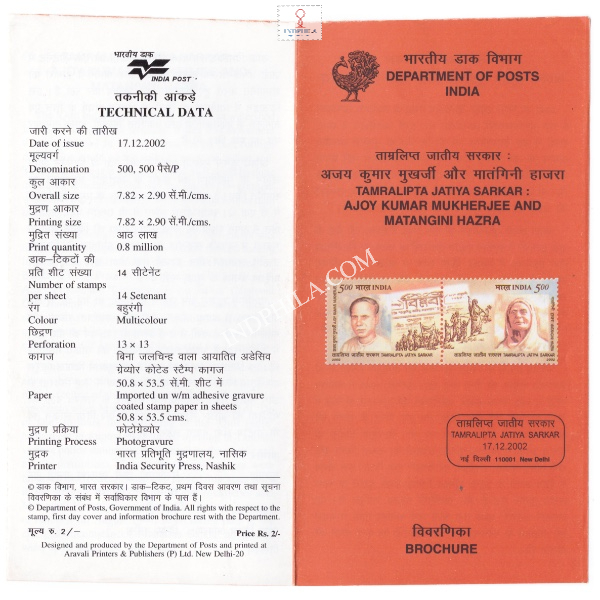 भारतीय डाक
INDIA POST
तकनीकी आंकड़े
TECHNICAL DATA
जारी करने की तारीख
Date of issue 17.12.2002
मूल्यवर्ग
Denomination 500, 500 पैसे/P
कुल आकार
Overall size 7.82 × 2.90 सें.मी./cms.
मुद्रण आकार
Printing size 7.82 × 2.90 सें.मी./cms.
मुद्रित संख्या आठ लाख
Print quantity 0.8 million
डाक-टिकटों की
प्रति शीट संख्या 14 सीटेनेंट
Number of stamps
per sheet 14 Setenant
रंग बहुरंगी
Colour Multicolour
छिद्रण
Perforation 13 × 13
कागज बिना जलचिन्ह वाला आयातित अडेसिव
ग्रेव्योर कोटेड स्टैम्प कागज
50.8 × 53.5 सें.मी. शीट में
Paper Imported un w/m adhesive gravure
coated stamp paper in sheets
50.8 × 53.5 cms.
मुद्रण प्रक्रिया फोटोग्रेव्योर
Printing Process Photogravure
मुद्रक भारत प्रतिभूति मुद्रणालय, नासिक
Printer India Security Press, Nashik
© डाक विभाग, भारत सरकार। डाक-टिकट, प्रथम दिवस आवरण तथा सूचना
विवरणिका के संबंध में सर्वाधिकार विभाग के पास हैं।
© Department of Posts, Government of India. All rights with respect to the
stamp, first day cover and information brochure rest with the Department.
मूल्य रु. 2/- Price Rs. 2/-
Designed and produced by the Department of Posts and printed at
Aravali Printers & Publishers (P) Ltd. New Delhi-20
भारतीय डाक विभाग
DEPARTMENT OF POSTS
INDIA
ताम्रलिप्त जातीय सरकार :
अजय कुमार मुखर्जी और मातंगिनी हाजरा
TAMRALIPTA JATIYA SARKAR :
AJOY KUMAR MUKHERJEE AND
MATANGINI HAZRA
5.00 भारत INDIA भारत INDIA 5.00
ताम्रलिप्त जातीय सरकार TAMRALIPTA JATIYA SARKAR ताम्रलिप्त जातीय सरकार TAMRALIPTA JATIYA SARKAR
ताम्रलिप्त जातीय सरकार
TAMRALIPTA JATIYA SARKAR
17.12.2002
नई दिल्ली 110001 New Delhi
विवरणिका
BROCHURE
INDPHILA.COM